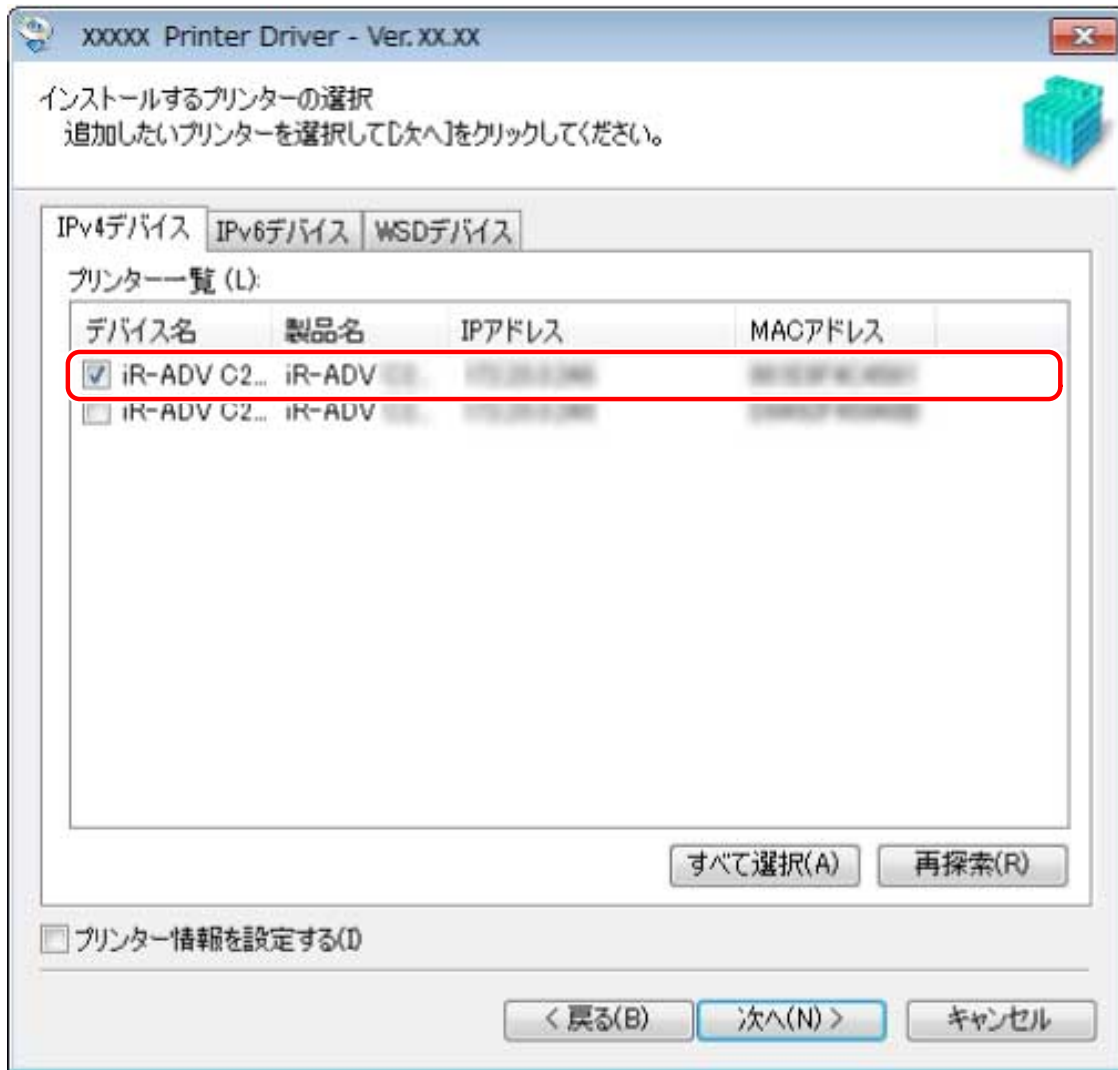 xxxxx Printer Driver - Ver. xx.xx
インストールするプリンターの選択
追加したいプリンターを選択して[次へ]をクリックしてください。
IPv4デバイス IPv6デバイス WSDデバイス
プリンター一覧 (L):
デバイス名 製品名 IPアドレス MACアドレス
iR-ADV C2... iR-ADV
iR-ADV C2... iR-ADV
すべて選択(A) 再探索(R)
プリンター情報を設定する(I)
< 戻る(B) 次へ(N) > キャンセル